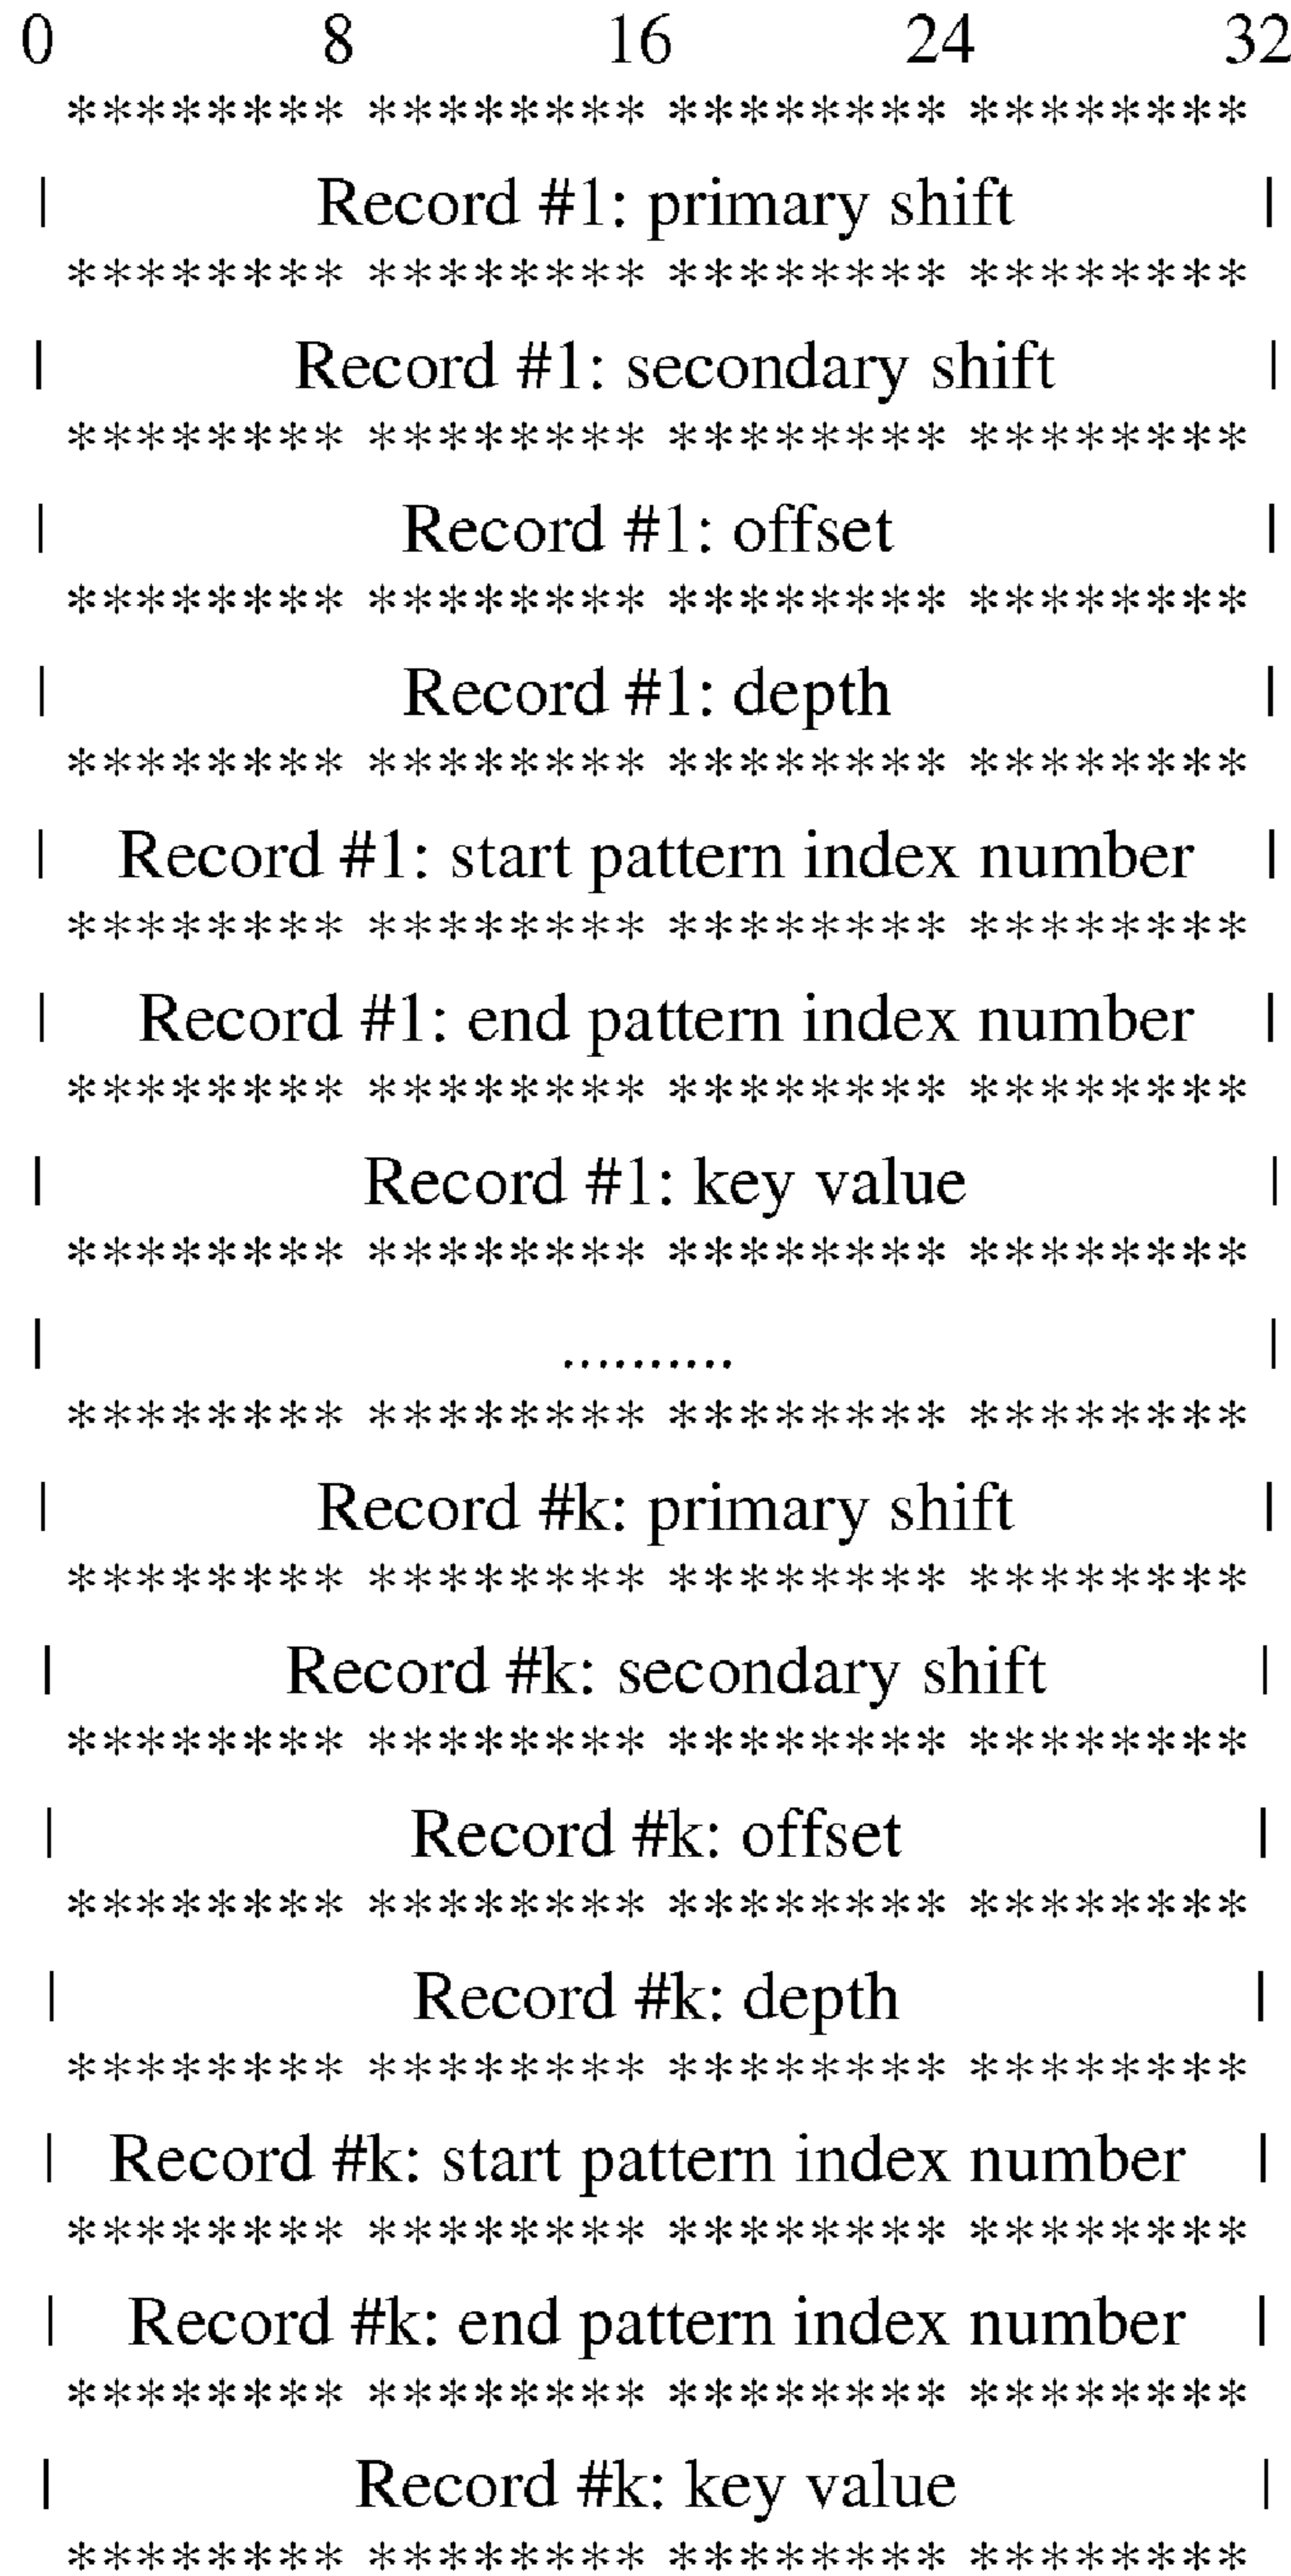 0 8 16 24 32
******** ******** ******** ********
| Record #1: primary shift |
******** ******** ******** ********
| Record #1: secondary shift |
******** ******** ******** ********
| Record #1: offset |
******** ******** ******** ********
| Record #1: depth |
******** ******** ******** ********
| Record #1: start pattern index number |
******** ******** ******** ********
| Record #1: end pattern index number |
******** ******** ******** ********
| Record #1: key value |
******** ******** ******** ********
| .......... |
******** ******** ******** ********
| Record #k: primary shift |
******** ******** ******** ********
| Record #k: secondary shift |
******** ******** ******** ********
| Record #k: offset |
******** ******** ******** ********
| Record #k: depth |
******** ******** ******** ********
| Record #k: start pattern index number |
******** ******** ******** ********
| Record #k: end pattern index number |
******** ******** ******** ********
| Record #k: key value |
******** ******** ******** ********